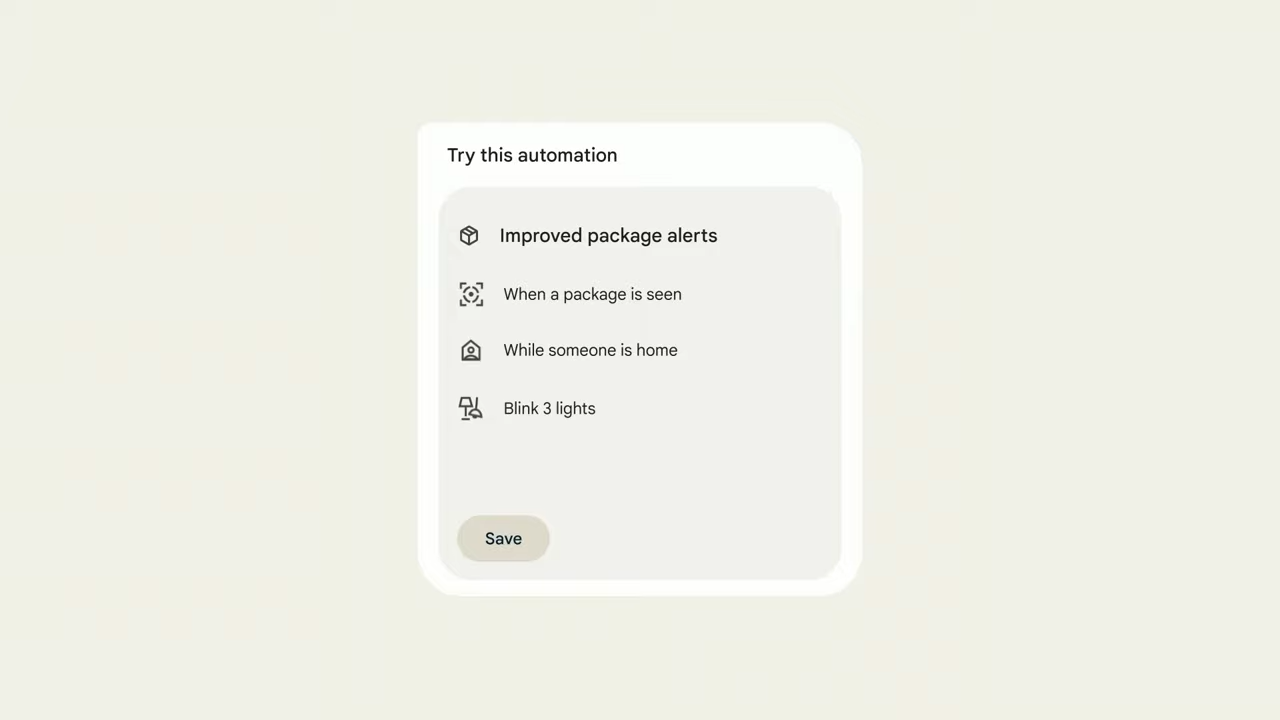 Try this automation
Improved package alerts
When a package is seen
While someone is home
Blink 3 lights
Save